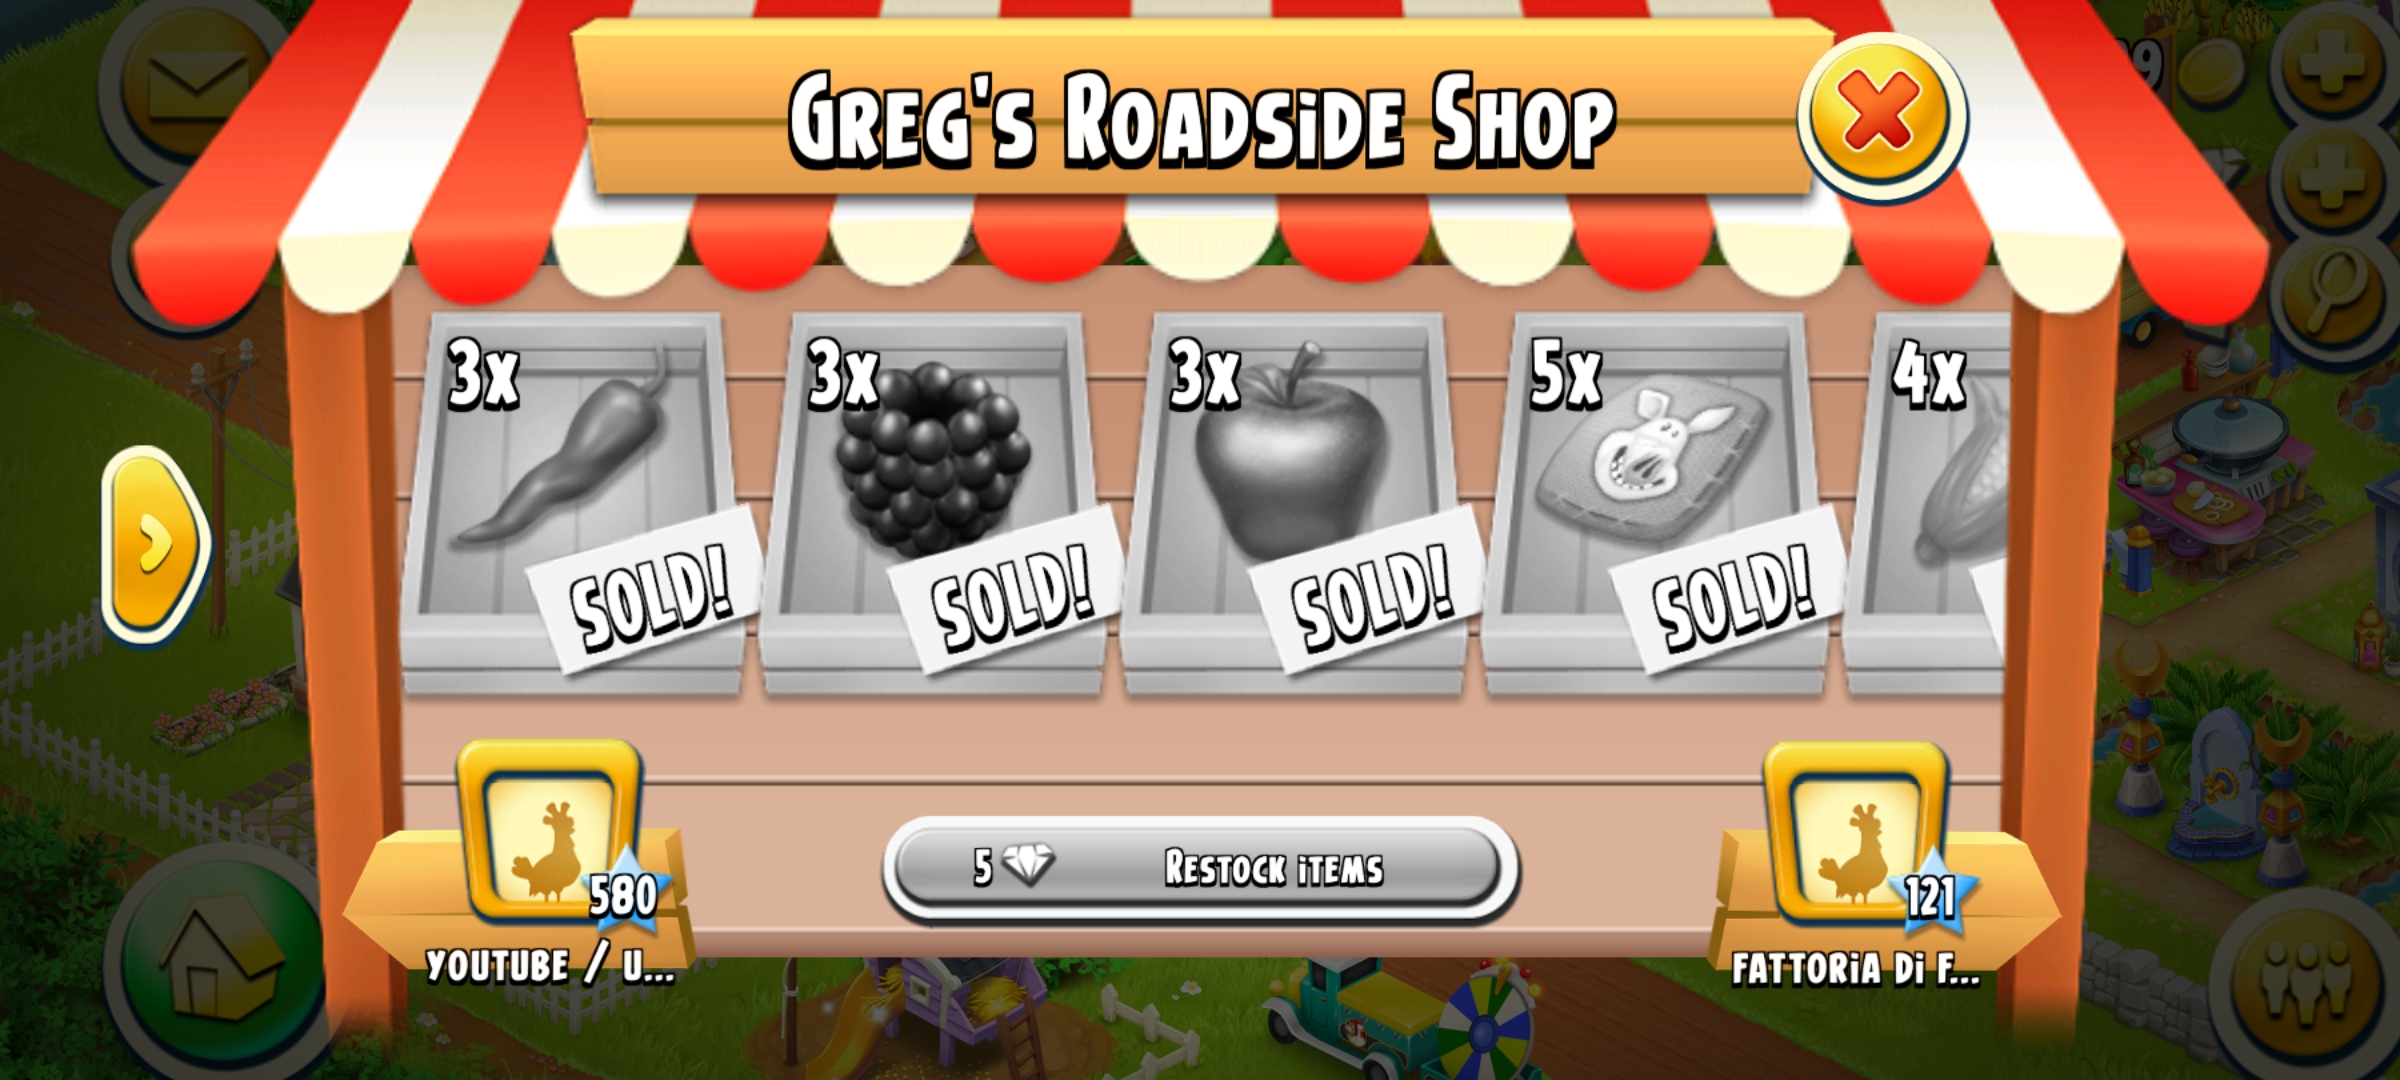 GREG'S ROADSIDE SHOP
3x
3x
3x
5x
4x
SOLD!
SOLD!
SOLD!
SOLD!
5
RESTOCK ITEMS
580
121
YOUTUBE / U...
FATTORIA DI F...